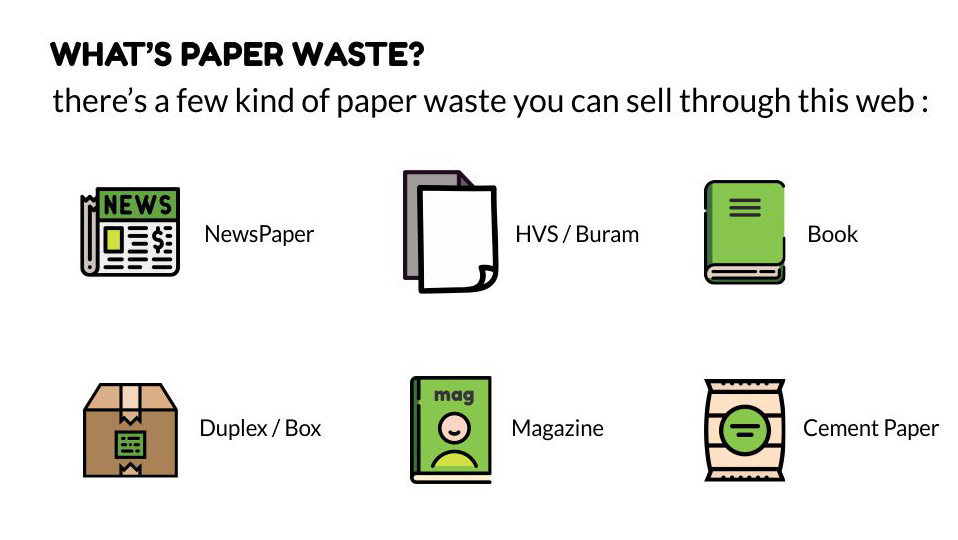 WHAT'S PAPER WASTE?
there's a few kind of paper waste you can sell through this web :
NEWS
$
NewsPaper
HVS / Buram
Book
Duplex / Box
mag
Magazine
Cement Paper